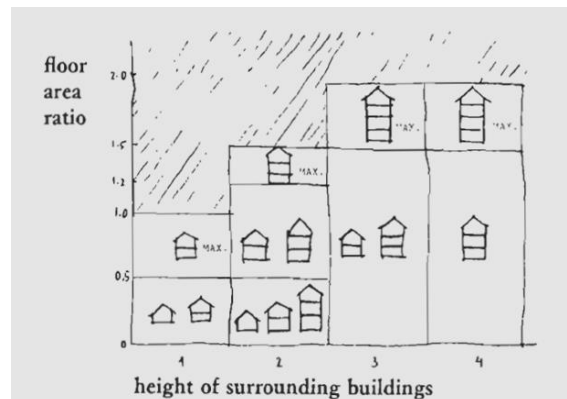 floor
area
ratio
2.0
1.5
1.2
1.0
0.5
0
MAX.
MAX.
MAX.
MAX.
1 2 3 4
height of surrounding buildings